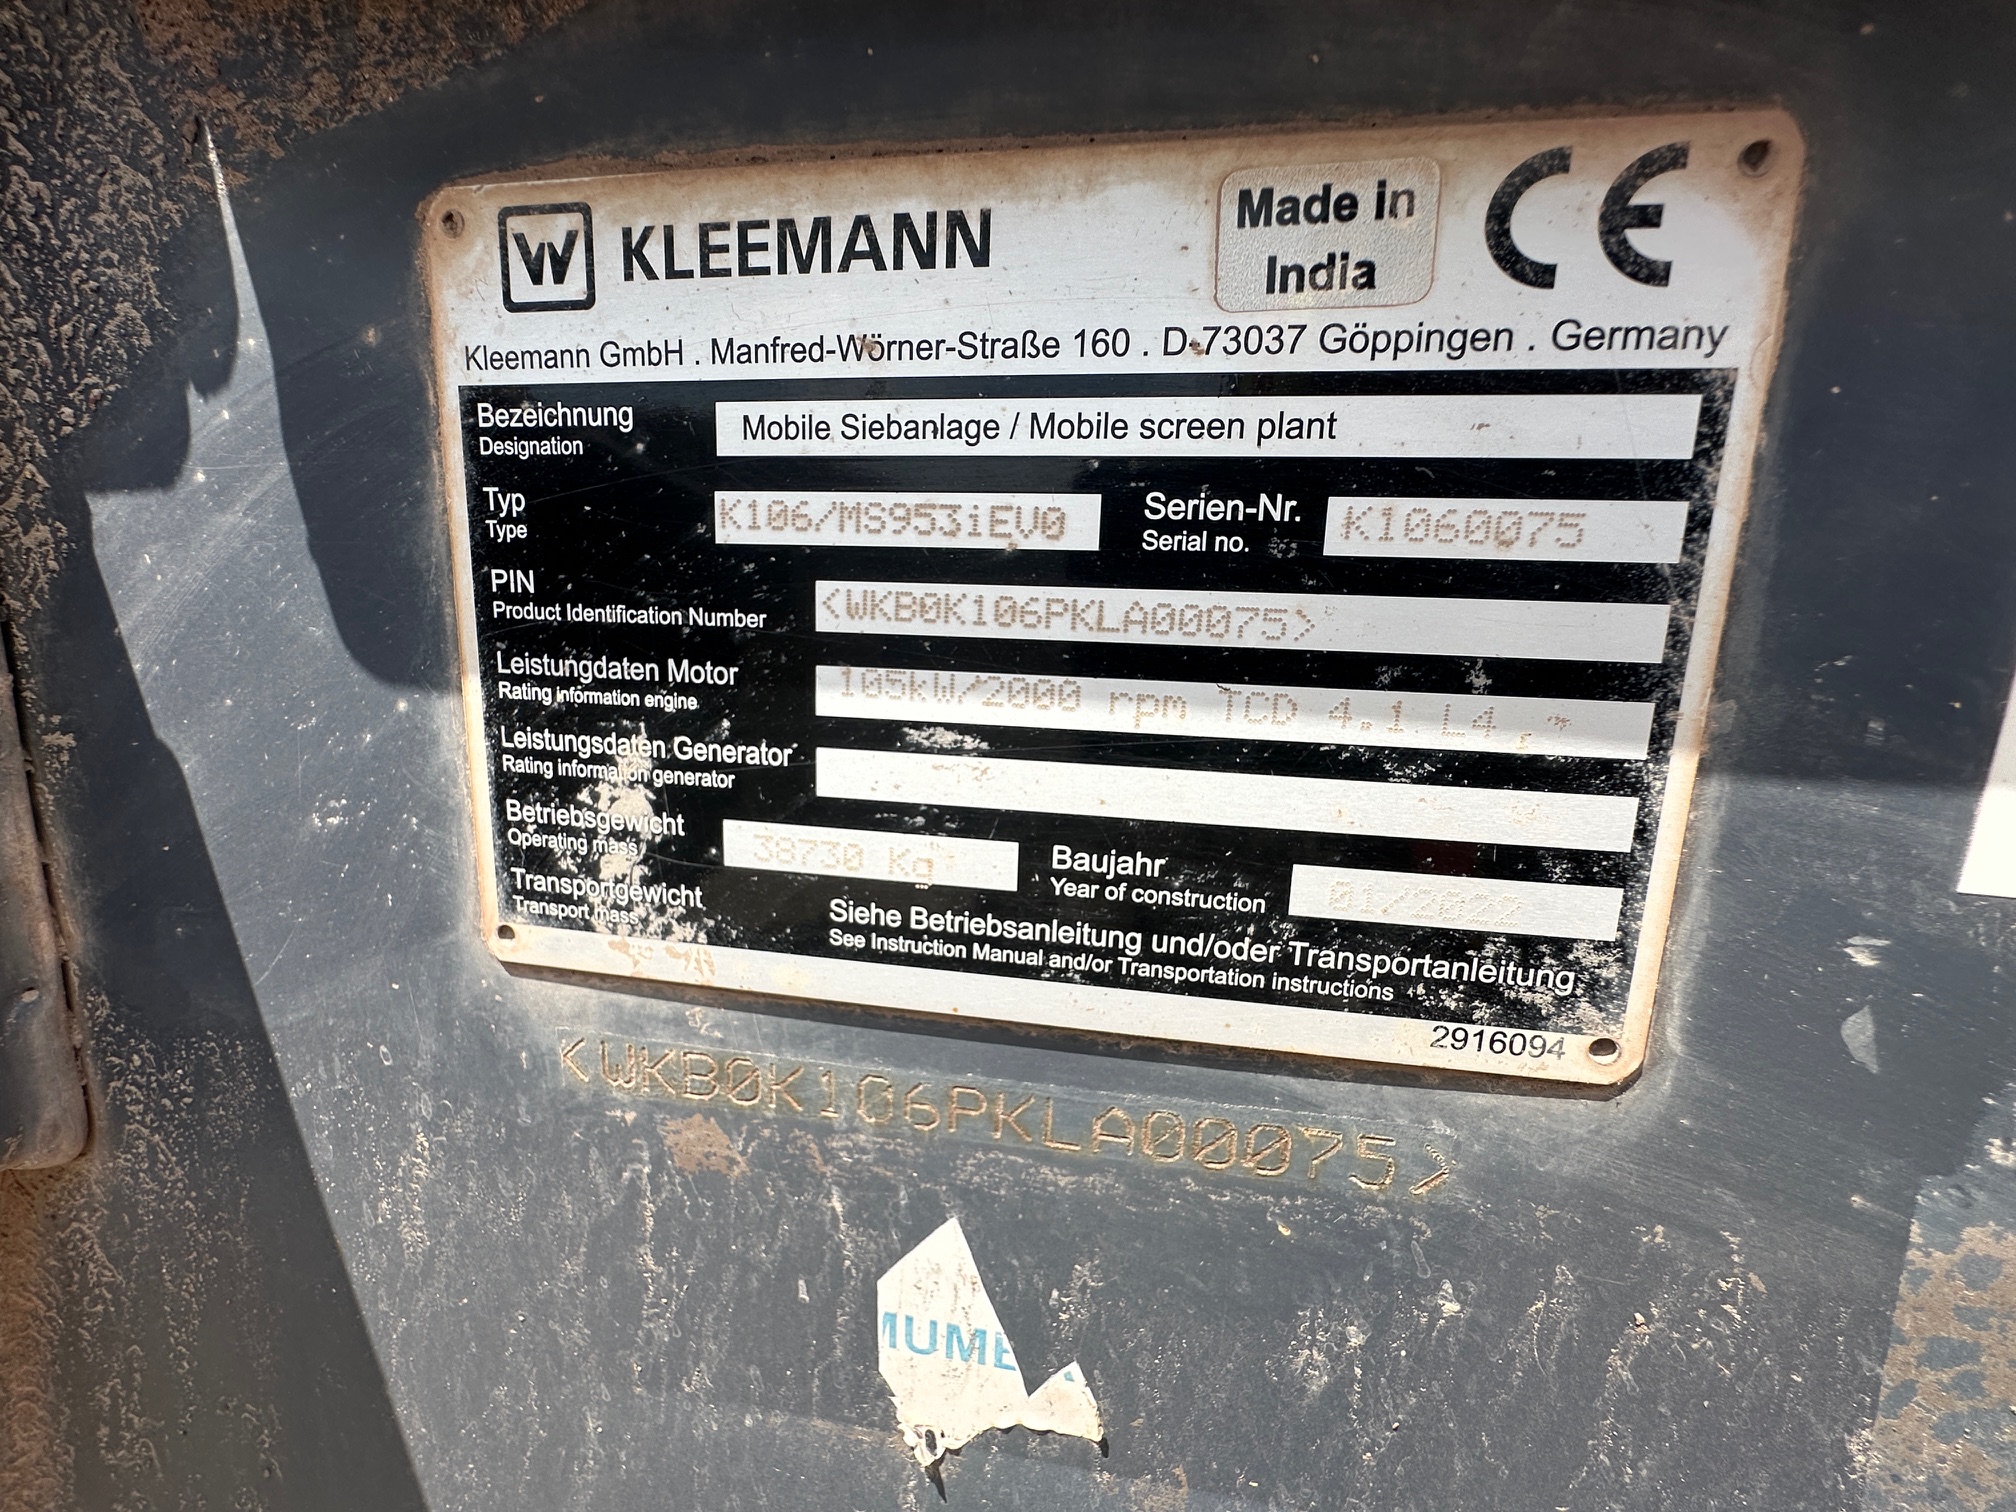 W KLEEMANN
Made in
India
CE
Kleemann GmbH . Manfred-Wörner-Straße 160 . D-73037 Göppingen . Germany
Bezeichnung
Designation
Mobile Siebanlage / Mobile screen plant
Typ
Type
K106/MS953iEV0
Serien-Nr.
Serial no.
K1060075
PIN
Product Identification Number
<WKB0K106PKLA00075>
Leistungdaten Motor
Rating information engine
105kW/2000 rpm TCD 4.1 L4
Leistungsdaten Generator
Rating information generator
Betriebsgewicht
Operating mass
38730 Kg
Baujahr
Year of construction
01/2022
Transportgewicht
Transport mass
Siehe Betriebsanleitung und/oder Transportanleitung
See Instruction Manual and/or Transportation instructions
2916094
<WKB0K106PKLA00075>